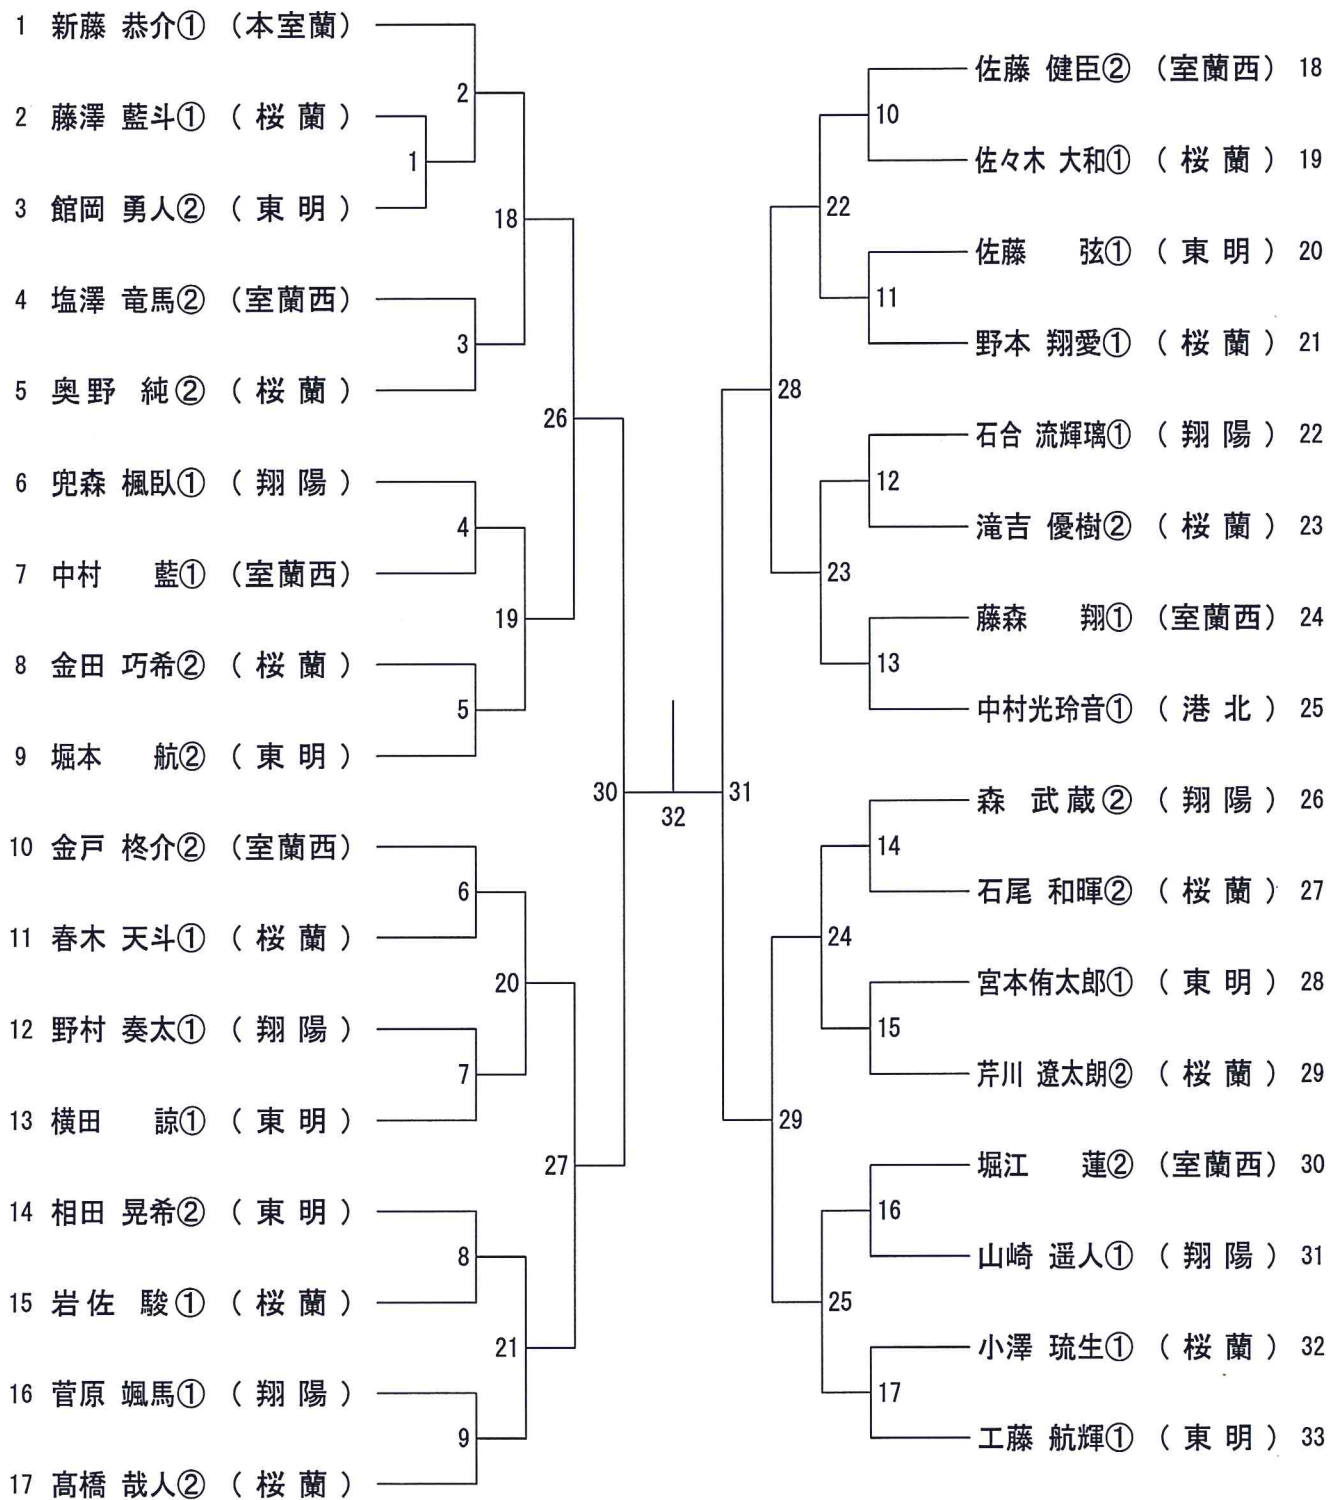 1 新藤 恭介① （本室蘭）
2 藤澤 藍斗① （ 桜 蘭 ）
3 館岡 勇人② （ 東 明 ）
4 塩澤 竜馬② （室蘭西）
5 奥野 純② （ 桜 蘭 ）
6 兜森 楓臥① （ 翔 陽 ）
7 中村 藍① （室蘭西）
8 金田 巧希② （ 桜 蘭 ）
9 堀本 航② （ 東 明 ）
10 金戸 柊介② （室蘭西）
11 春木 天斗① （ 桜 蘭 ）
12 野村 奏太① （ 翔 陽 ）
13 横田 諒① （ 東 明 ）
14 相田 晃希② （ 東 明 ）
15 岩佐 駿① （ 桜 蘭 ）
16 菅原 颯馬① （ 翔 陽 ）
17 髙橋 哉人② （ 桜 蘭 ）
1
2
3
4
5
6
7
8
9
18
19
20
21
26
27
30
32
31
28
29
22
23
24
25
10
11
12
13
14
15
16
17
佐藤 健臣② （室蘭西） 18
佐々木 大和① （ 桜 蘭 ） 19
佐藤 弦① （ 東 明 ） 20
野本 翔愛① （ 桜 蘭 ） 21
石合 流輝璃① （ 翔 陽 ） 22
滝吉 優樹② （ 桜 蘭 ） 23
藤森 翔① （室蘭西） 24
中村光玲音① （ 港 北 ） 25
森 武蔵② （ 翔 陽 ） 26
石尾 和暉② （ 桜 蘭 ） 27
宮本侑太郎① （ 東 明 ） 28
芹川 遼太朗② （ 桜 蘭 ） 29
堀江 蓮② （室蘭西） 30
山崎 遥人① （ 翔 陽 ） 31
小澤 琉生① （ 桜 蘭 ） 32
工藤 航輝① （ 東 明 ） 33